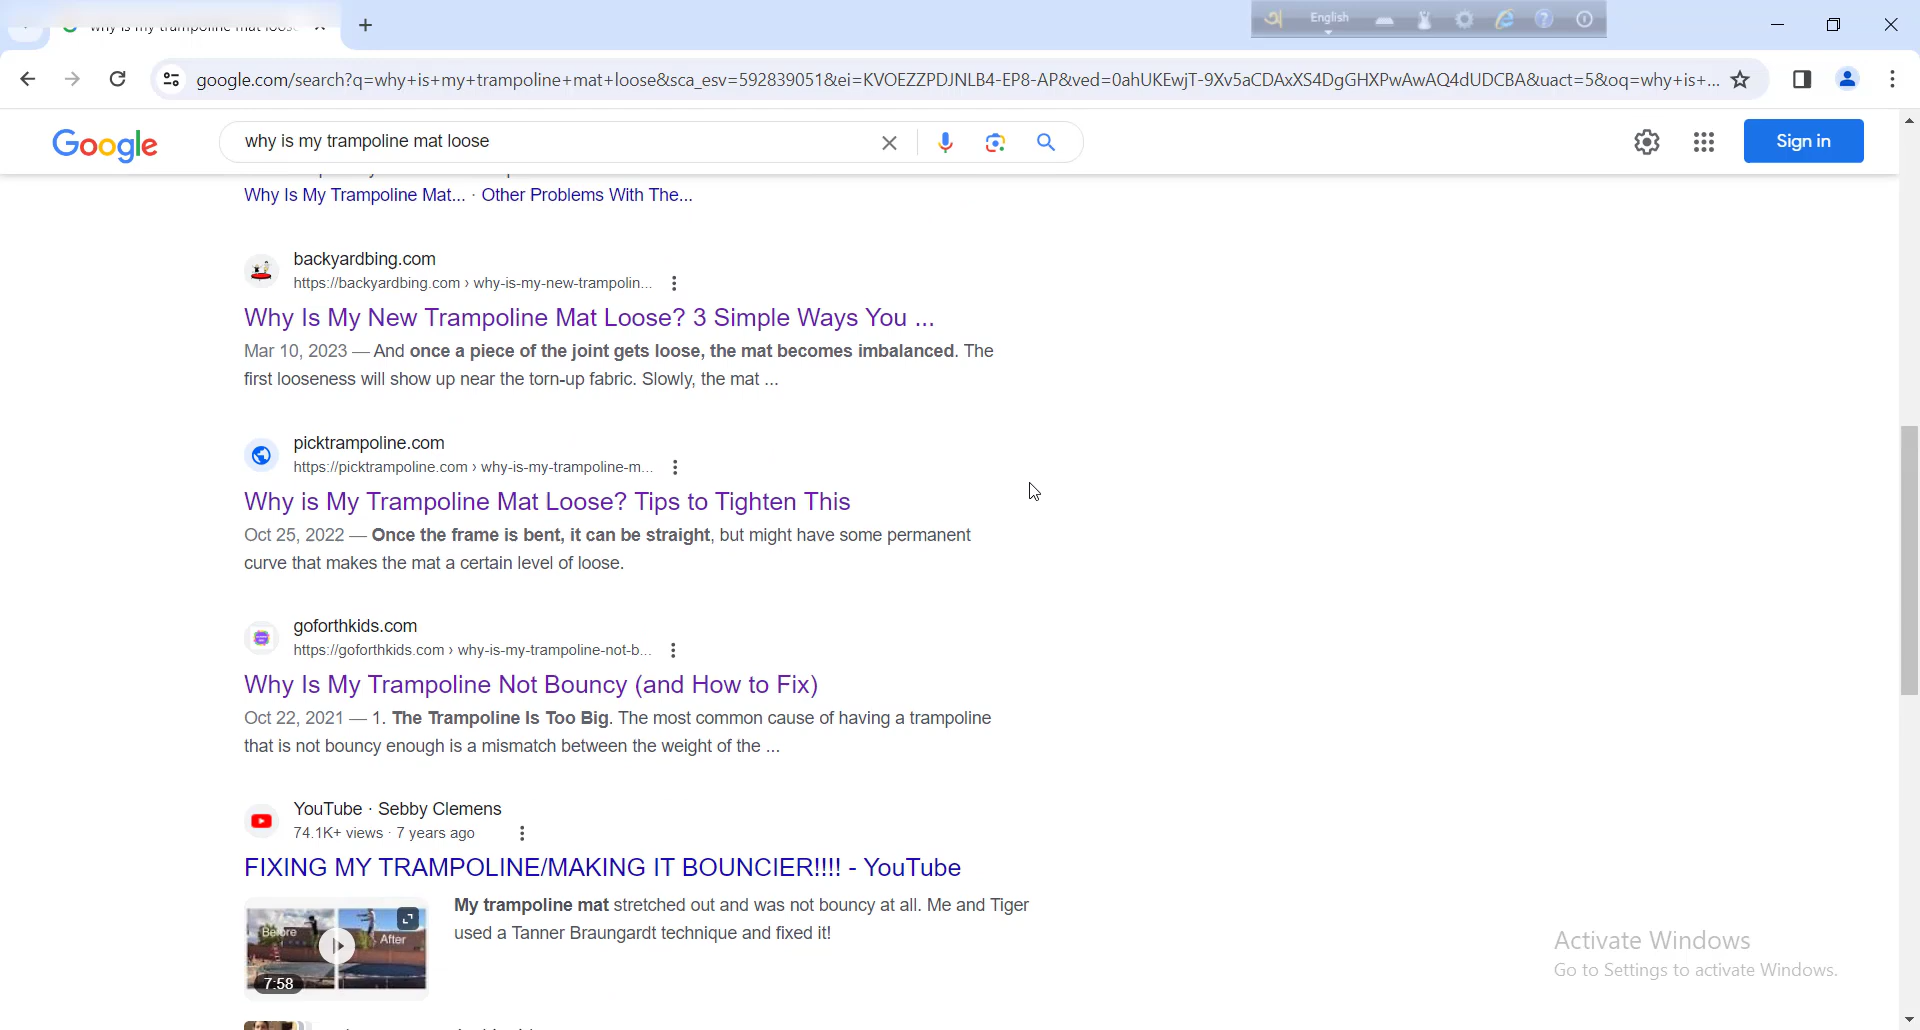 why is my trampoline mat loose
English
google.com/search?q=why+is+my+trampoline+mat+loose&sca_esv=592839051&ei=KVOEZZPDJNLB4-EP8-AP&ved=0ahUKEwjT-9Xv5aCDAxXS4DgGHXPwAwAQ4dUDCBA&uact=5&oq=why+is+...
Google
why is my trampoline mat loose
Sign in
Why Is My Trampoline Mat... · Other Problems With The...
backyardbing.com
https://backyardbing.com › why-is-my-new-trampolin...
Why Is My New Trampoline Mat Loose? 3 Simple Ways You ...
Mar 10, 2023 — And once a piece of the joint gets loose, the mat becomes imbalanced. The
first looseness will show up near the torn-up fabric. Slowly, the mat ...
picktrampoline.com
https://picktrampoline.com › why-is-my-trampoline-m...
Why is My Trampoline Mat Loose? Tips to Tighten This
Oct 25, 2022 — Once the frame is bent, it can be straight, but might have some permanent
curve that makes the mat a certain level of loose.
goforthkids.com
https://goforthkids.com › why-is-my-trampoline-not-b...
Why Is My Trampoline Not Bouncy (and How to Fix)
Oct 22, 2021 — 1. The Trampoline Is Too Big. The most common cause of having a trampoline
that is not bouncy enough is a mismatch between the weight of the ...
YouTube · Sebby Clemens
74.1K+ views · 7 years ago
FIXING MY TRAMPOLINE/MAKING IT BOUNCIER!!!! - YouTube
Before
After
7:58
My trampoline mat stretched out and was not bouncy at all. Me and Tiger
used a Tanner Braungardt technique and fixed it!
Activate Windows
Go to Settings to activate Windows.